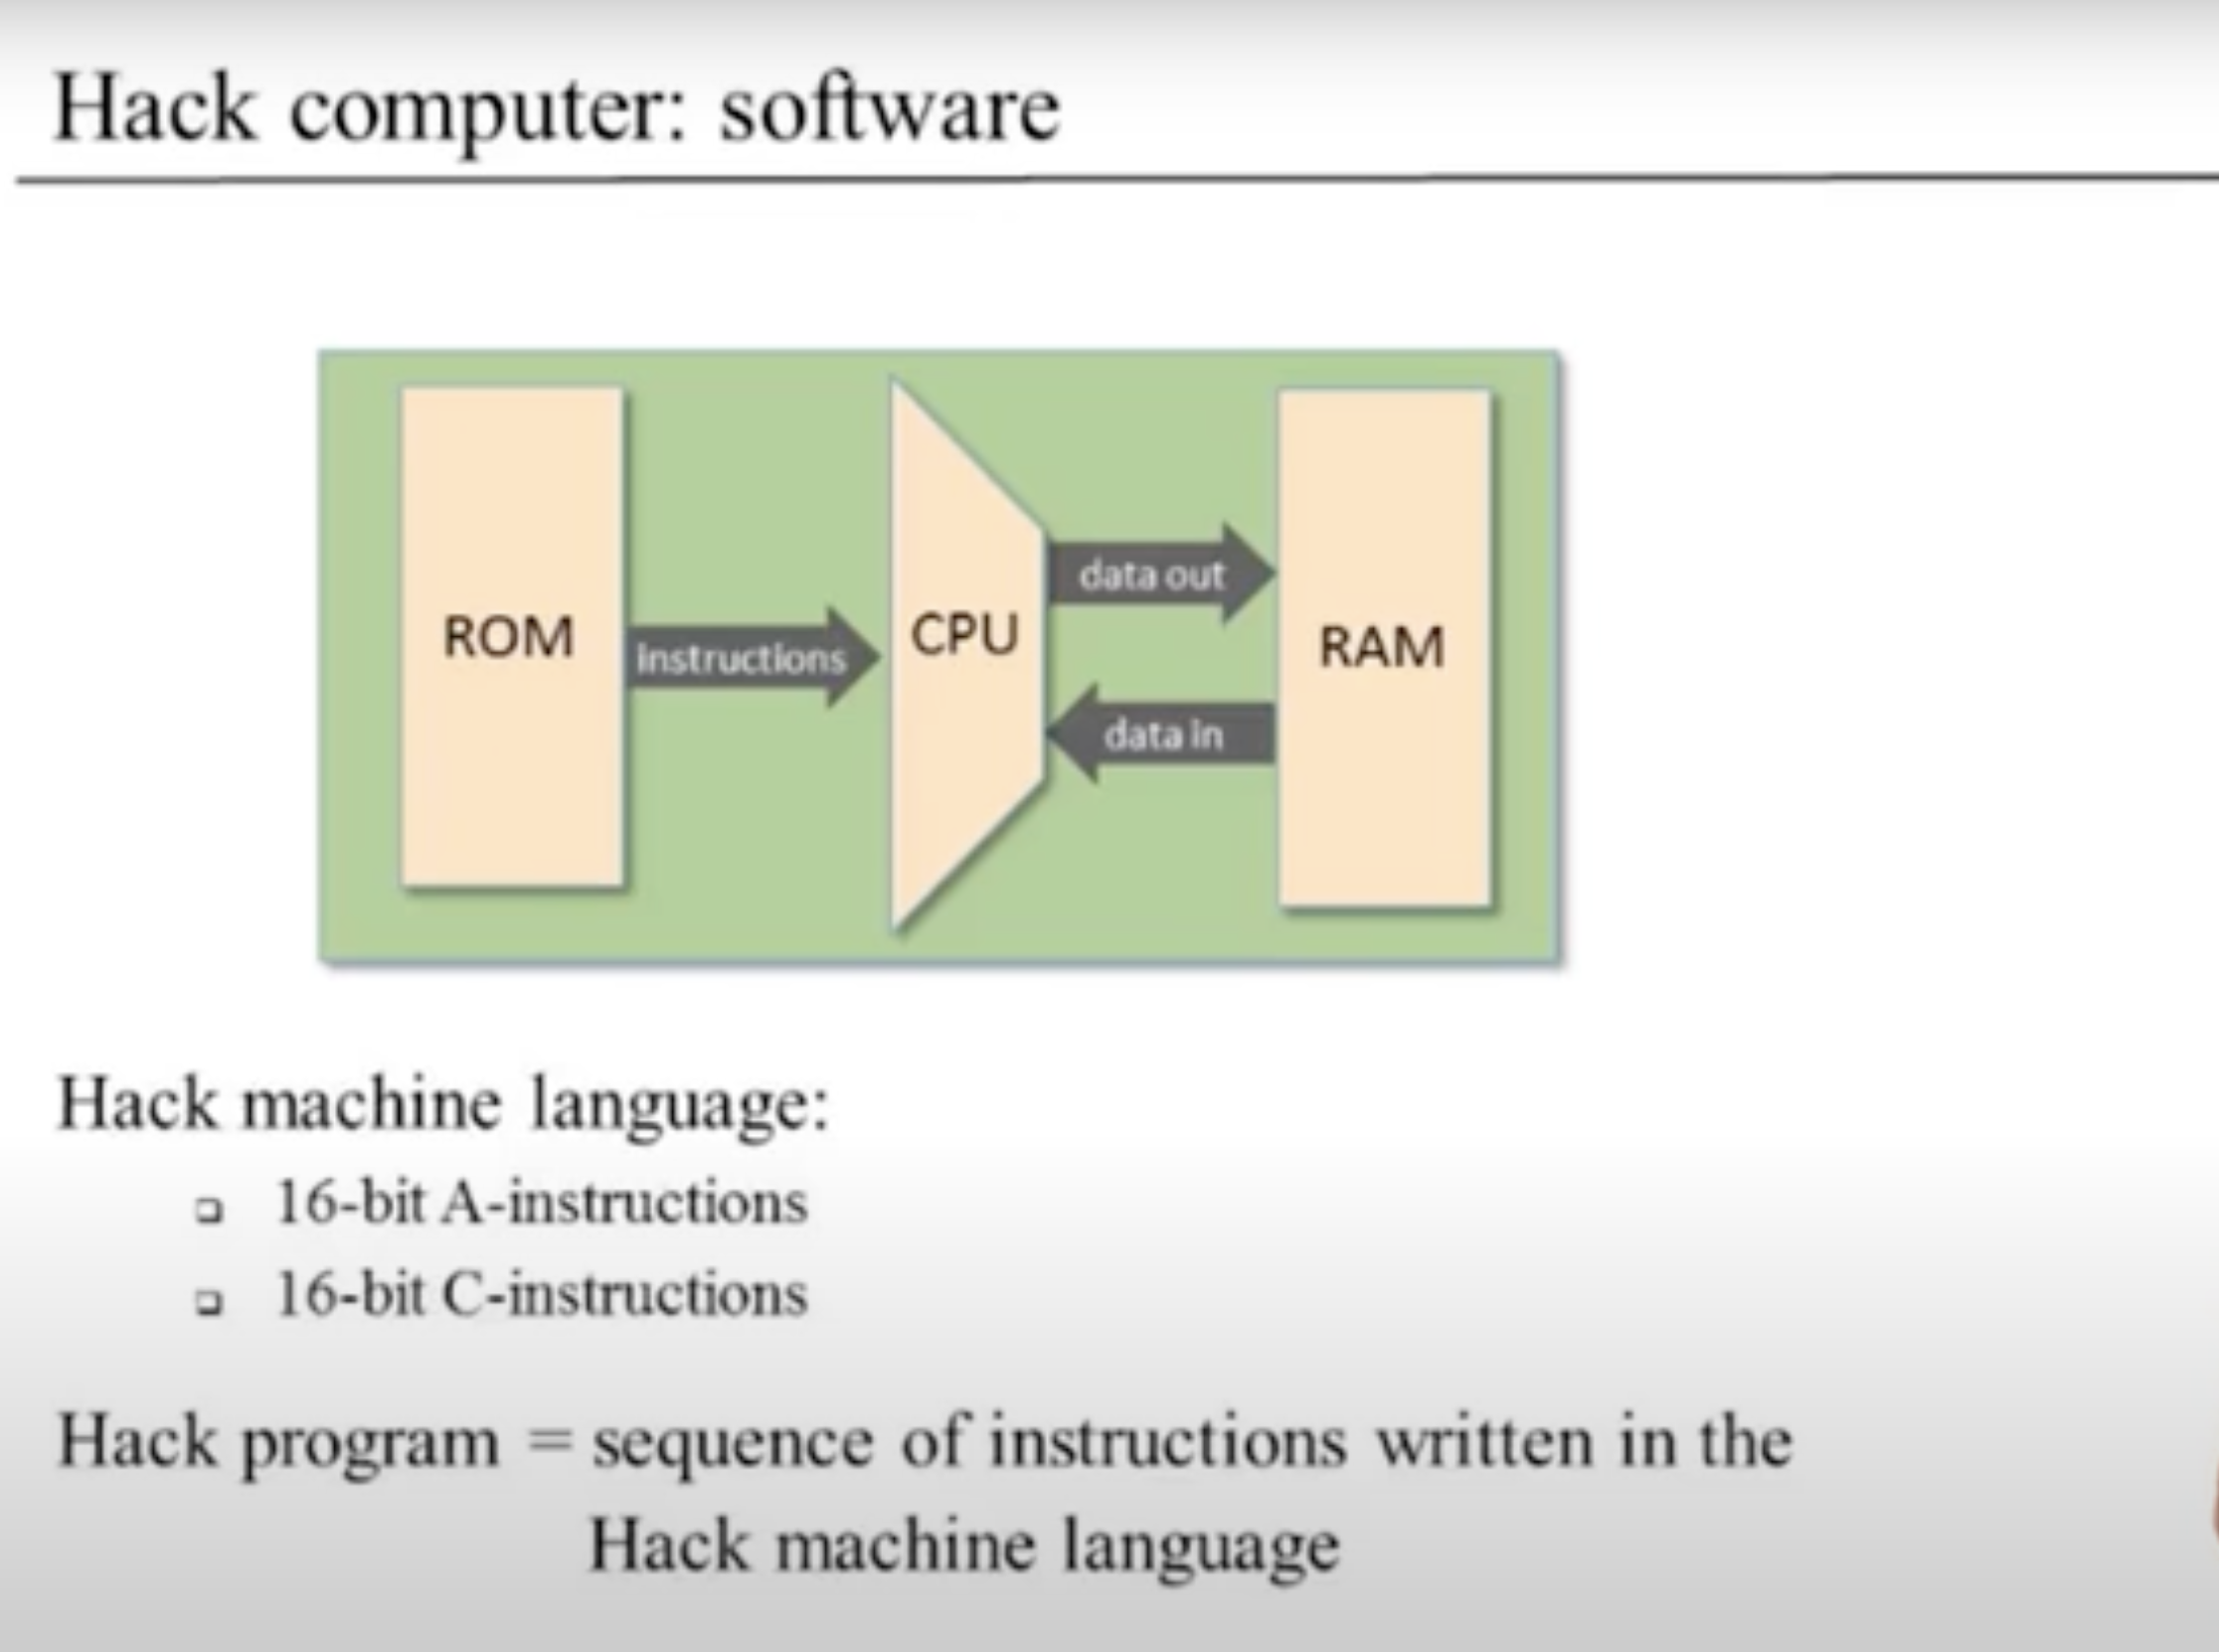 Hack computer: software
ROM
instructions
CPU
data out
data in
RAM
Hack machine language:
16-bit A-instructions
16-bit C-instructions
Hack program = sequence of instructions written in the
Hack machine language